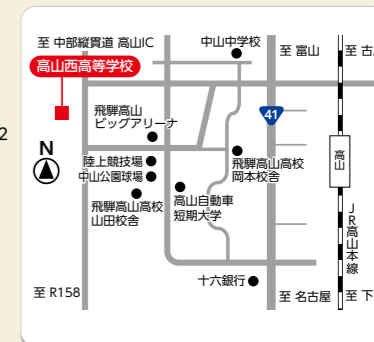 至 中部縦貫道 高山IC
中山中学校
至 富山
至 古
高山西高等学校
2
N
飛騨高山
ビッグアリーナ
41
陸上競技場
中山公園球場
飛騨高山高校
岡本校舎
高山
飛騨高山高校
山田校舎
高山自動車
短期大学
JR高山本線
十六銀行
至 R158
至 名古屋
至 下